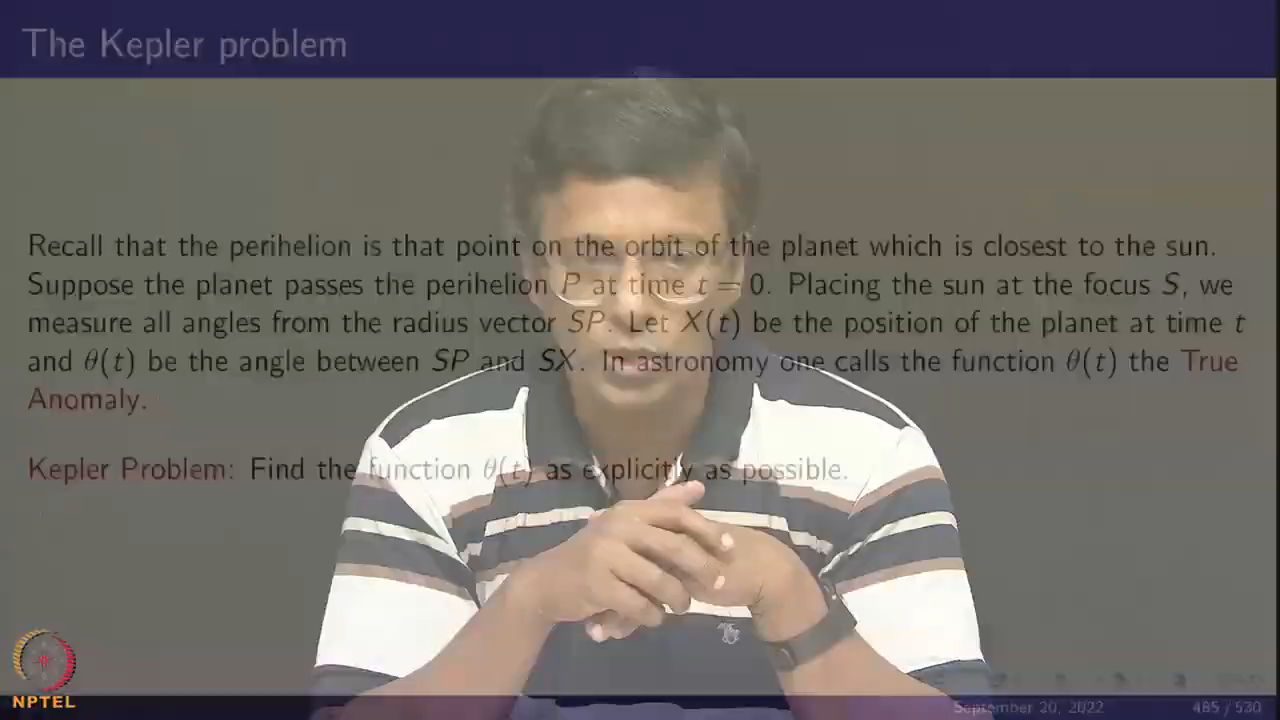 The Kepler problem
Recall that the perihelion is that point on the orbit of the planet which is closest to the sun.
Suppose the planet passes the perihelion P at time t = 0. Placing the sun at the focus S, we
measure all angles from the radius vector SP. Let X(t) be the position of the planet at time t
and θ(t) be the angle between SP and SX. In astronomy one calls the function θ(t) the True
Anomaly.
Kepler Problem: Find the function θ(t) as explicitly as possible.
NPTEL
September 20, 2022 485 / 530